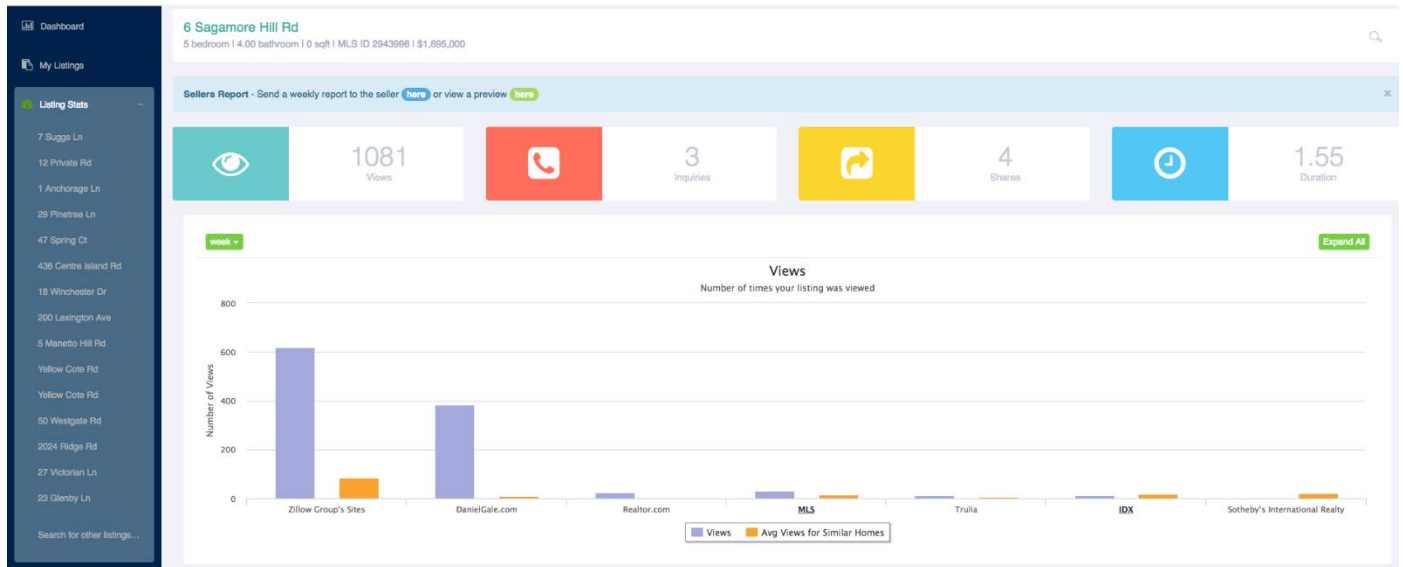 Dashboard
My Listings
Listing Stats
7 Suggs Ln
12 Private Rd
1 Anchorage Ln
29 Pinetree Ln
47 Spring Ct
436 Centre Island Rd
18 Winchester Dr
200 Lexington Ave
5 Manetto Hill Rd
Yellow Cote Rd
Yellow Cote Rd
50 Westgate Rd
2024 Ridge Rd
27 Victorian Ln
23 Glenby Ln
Search for other listings...
6 Sagamore Hill Rd
5 bedroom | 4.00 bathroom | 0 sqft | MLS ID 2943996 | $1,695,000
Sellers Report - Send a weekly report to the seller here or view a preview here
1081
Views
3
Inquiries
4
Shares
1.55
Duration
week
Expand All
Views
Number of times your listing was viewed
Number of Views
800
600
400
200
0
Zillow Group's Sites DanielGale.com Realtor.com MLS Trulia IDX Sotheby's International Realty
Views Avg Views for Similar Homes